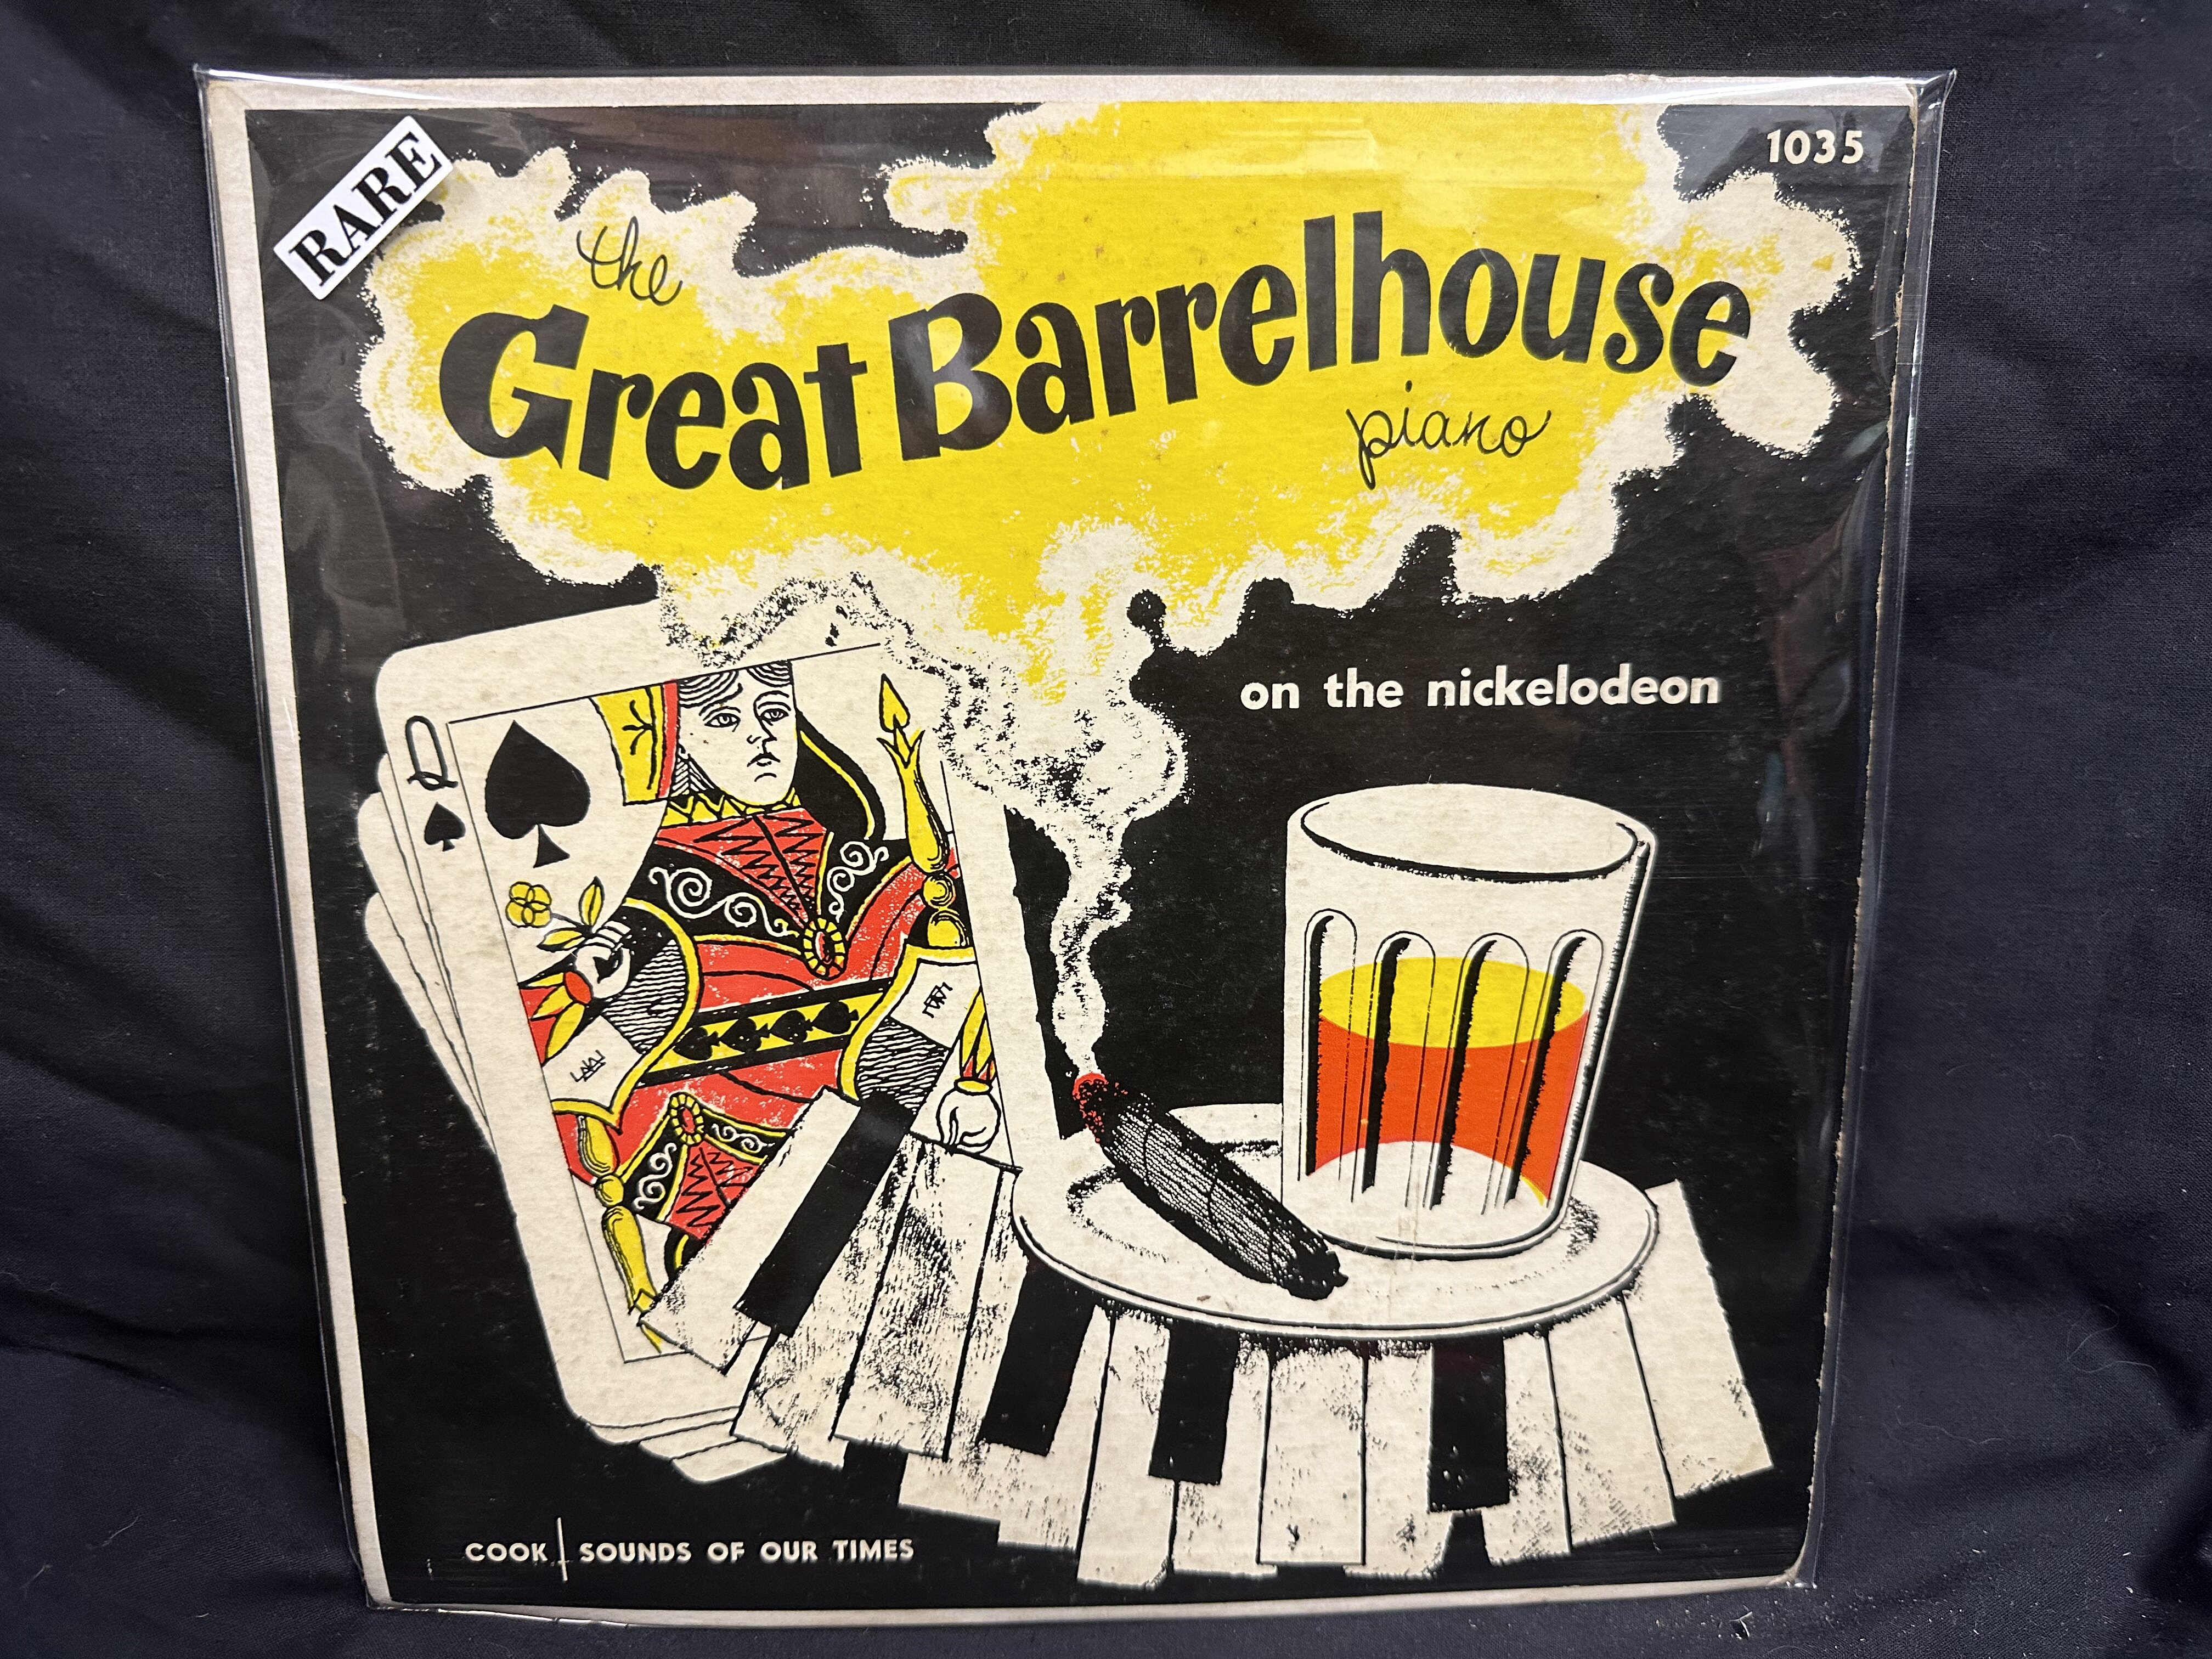 RARE
1035
the
Great Barrelhouse
piano
on the nickelodeon
Q
COOK | SOUNDS OF OUR TIMES